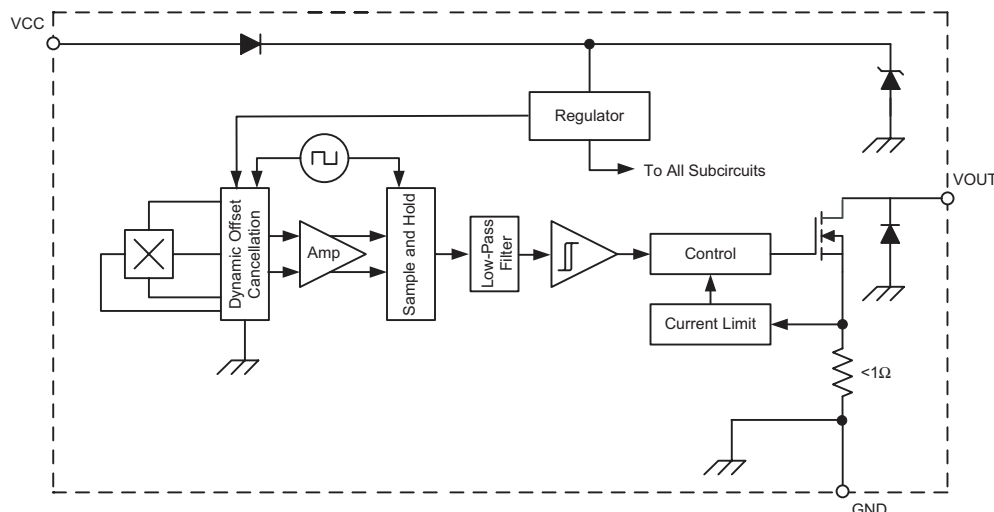 VCC
Regulator
To All Subcircuits
VOUT
Dynamic Offset
Cancellation
Amp
Sample and Hold
Low-Pass
Filter
Control
Current Limit
<1Ω
GND